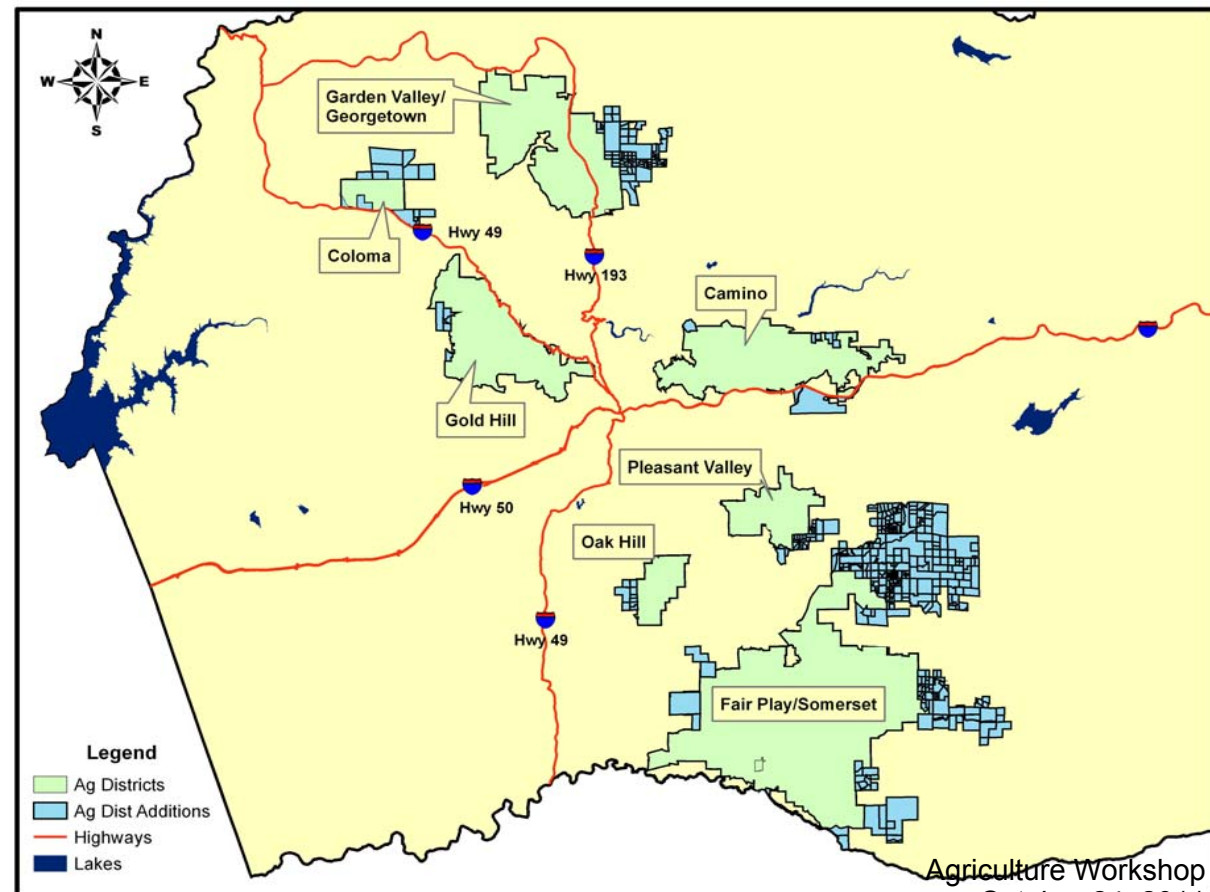 N
W E
S
Garden Valley/
Georgetown
Coloma
Hwy 49
Hwy 193
Camino
Gold Hill
Pleasant Valley
Hwy 50
Oak Hill
Hwy 49
Fair Play/Somerset
Legend
Ag Districts
Ag Dist Additions
Highways
Lakes
Agriculture Workshop